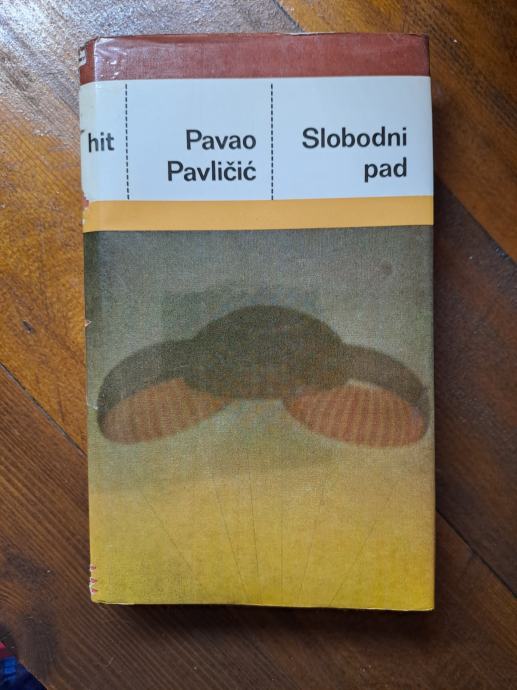 hit
Pavao
Pavličić
Slobodni
pad